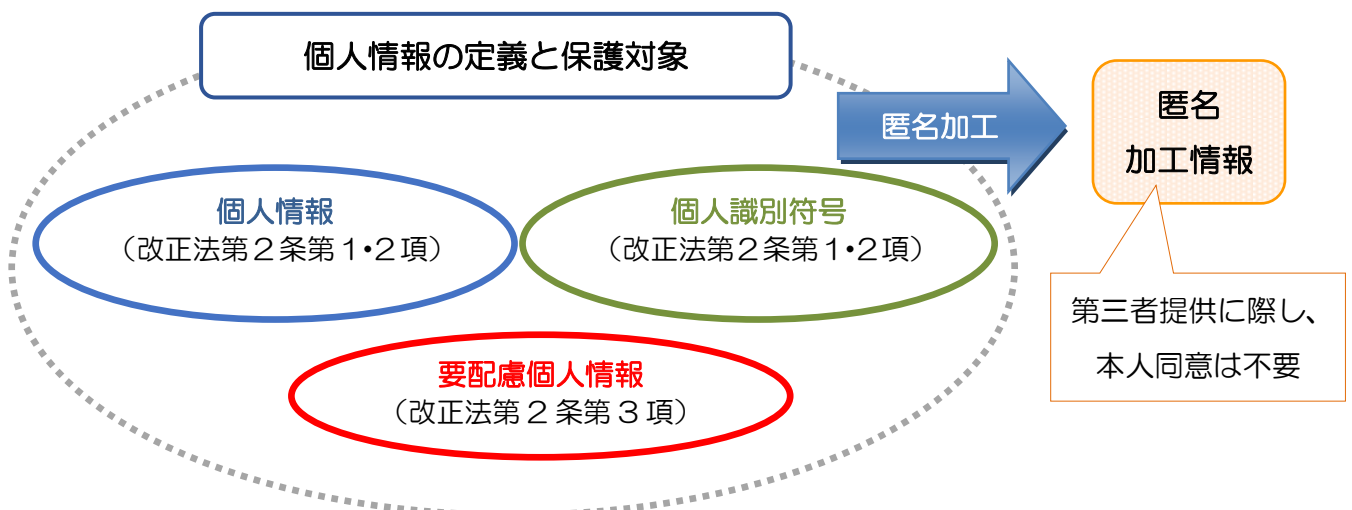 個人情報の定義と保護対象
匿名加工
匿名
加工情報
個人情報
（改正法第２条第１・２項）
個人識別符号
（改正法第２条第１・２項）
第三者提供に際し、
本人同意は不要
要配慮個人情報
（改正法第２条第３項）